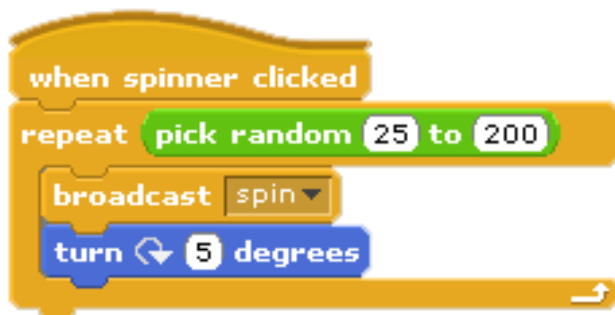 when spinner clicked
repeat pick random 25 to 200
broadcast spin
turn 5 degrees